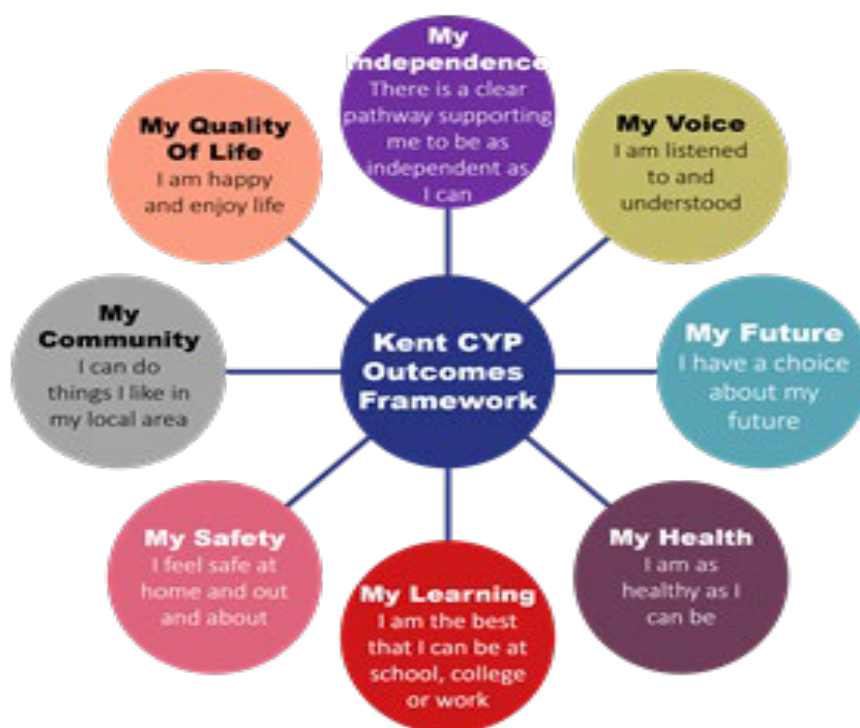 My
Independence
There is a clear
pathway supporting
me to be as
independent as
I can
My Voice
I am listened
to and
understood
My Future
I have a choice
about my
future
My Health
I am as
healthy as I
can be
My Learning
I am the best
that I can be at
school, college
or work
My Safety
I feel safe at
home and out
and about
My
Community
I can do
things I like in
my local area
My Quality
Of Life
I am happy
and enjoy life
Kent CYP
Outcomes
Framework